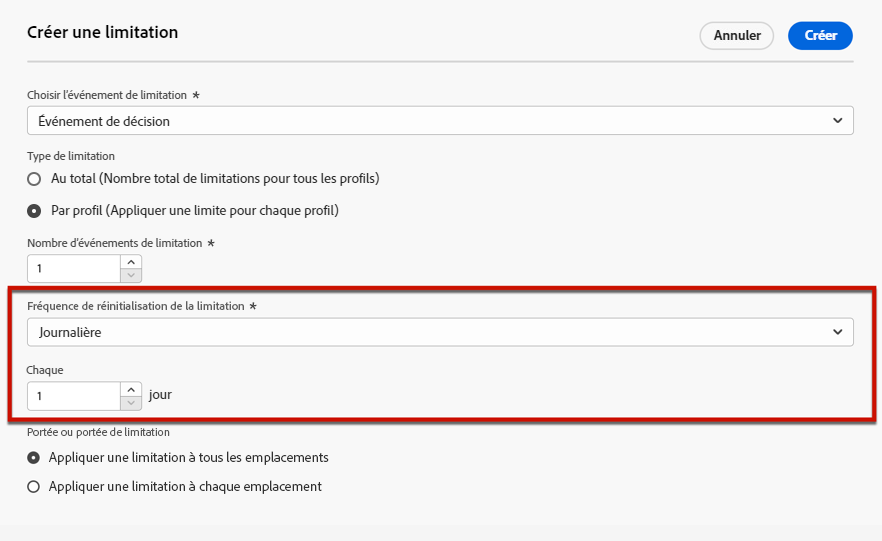 Créer une limitation
Annuler
Créer
Choisir l'événement de limitation *
Événement de décision
Type de limitation
Au total (Nombre total de limitations pour tous les profils)
Par profil (Appliquer une limite pour chaque profil)
Nombre d'événements de limitation *
1
Fréquence de réinitialisation de la limitation *
Journalière
Chaque
1 jour
Portée ou portée de limitation
Appliquer une limitation à tous les emplacements
Appliquer une limitation à chaque emplacement